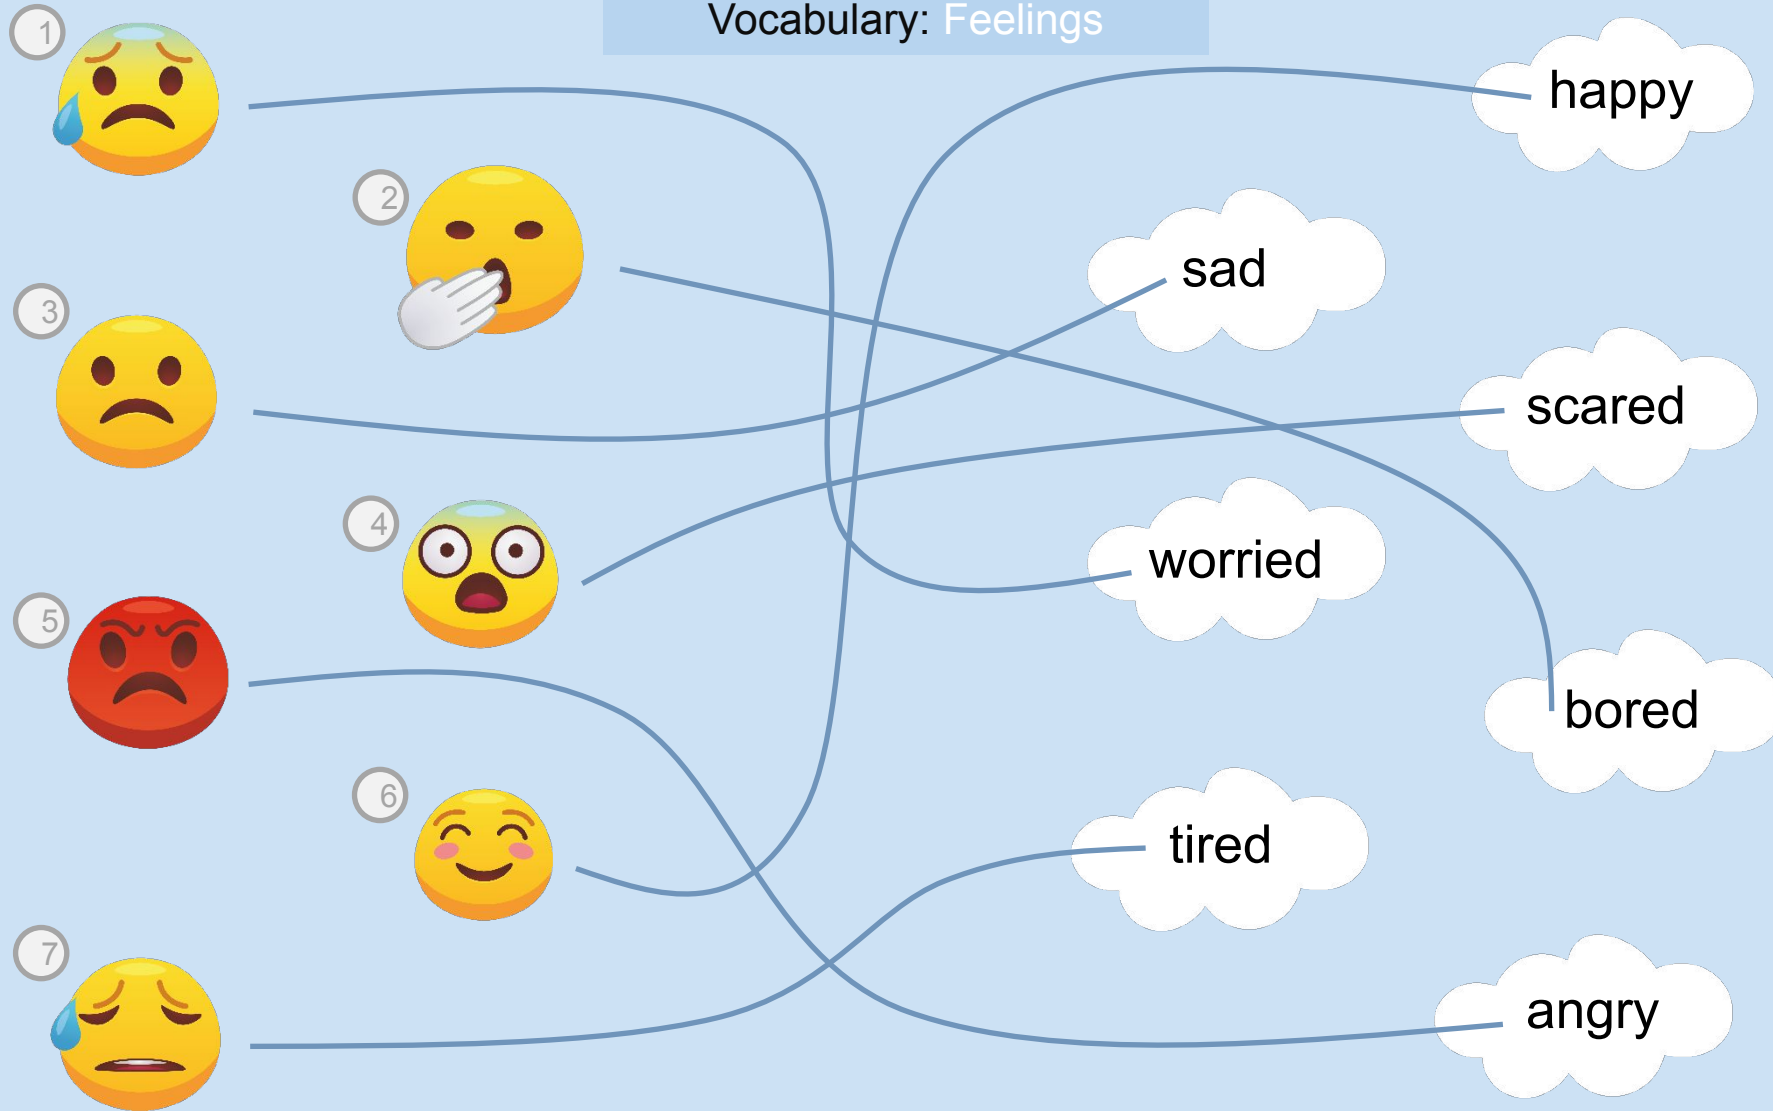 Vocabulary: Feelings
1
happy
2
sad
3
scared
4
worried
5
bored
6
tired
7
angry